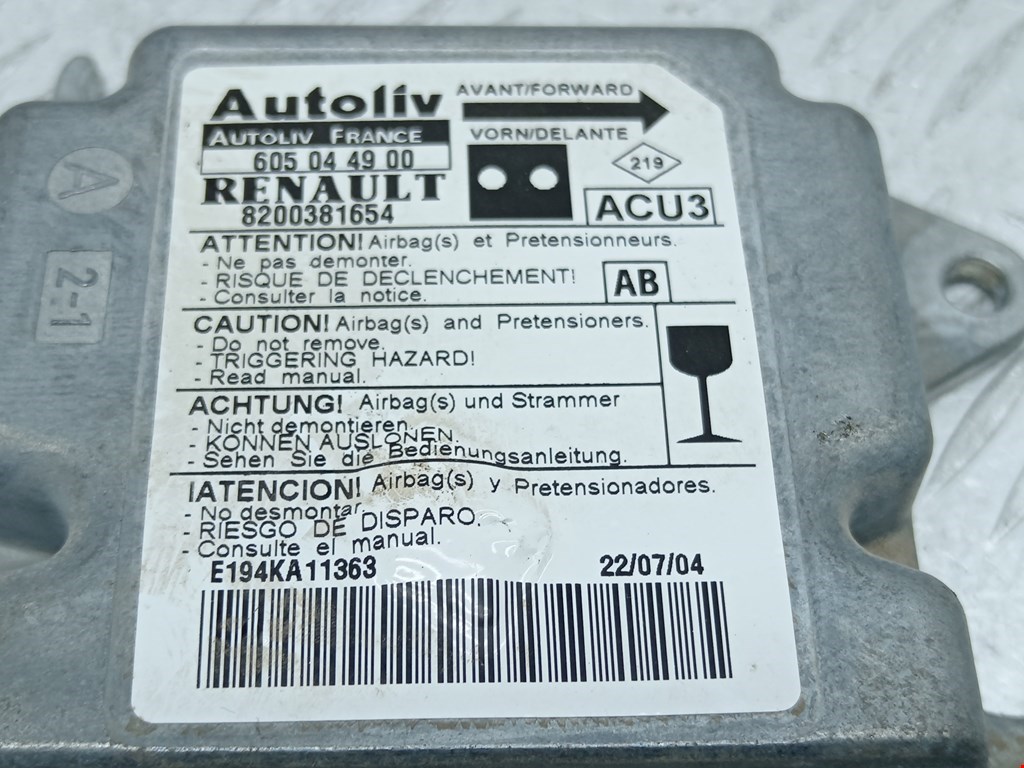 Autoliv
AVANT/FORWARD
AUTOLIV FRANCE
VORN/DELANTE
605 04 49 00
219
RENAULT
ACU3
8200381654
ATTENTION! Airbag(s) et Pretensionneurs.
- Ne pas demonter.
- RISQUE DE DECLENCHEMENT!
- Consulter la notice.
AB
CAUTION! Airbag(s) and Pretensioners.
- Do not remove.
- TRIGGERING HAZARD!
- Read manual.
ACHTUNG! Airbag(s) und Strammer
- Nicht demontieren.
- KONNEN AUSLONEN.
- Sehen Sie die Bedienungsanleitung.
IATENCION! Airbag(s) y Pretensionadores.
- No desmontar.
- RIESGO DE DISPARO.
- Consulte el manual.
E194KA11363
22/07/04
A
2-1